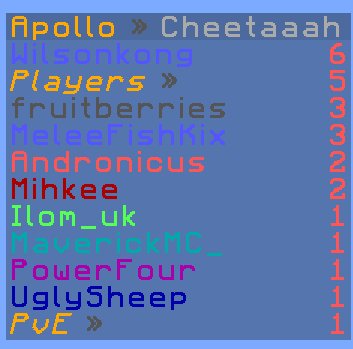 Apollo » Cheetaaah
Wilsonkong 6
Players » 5
fruitberries 3
MeleeFishKix 3
Andronicus 2
Mihkee 2
Ilom_uk 1
MaverickMC_ 1
PowerFour 1
UglySheep 1
PvE » 1